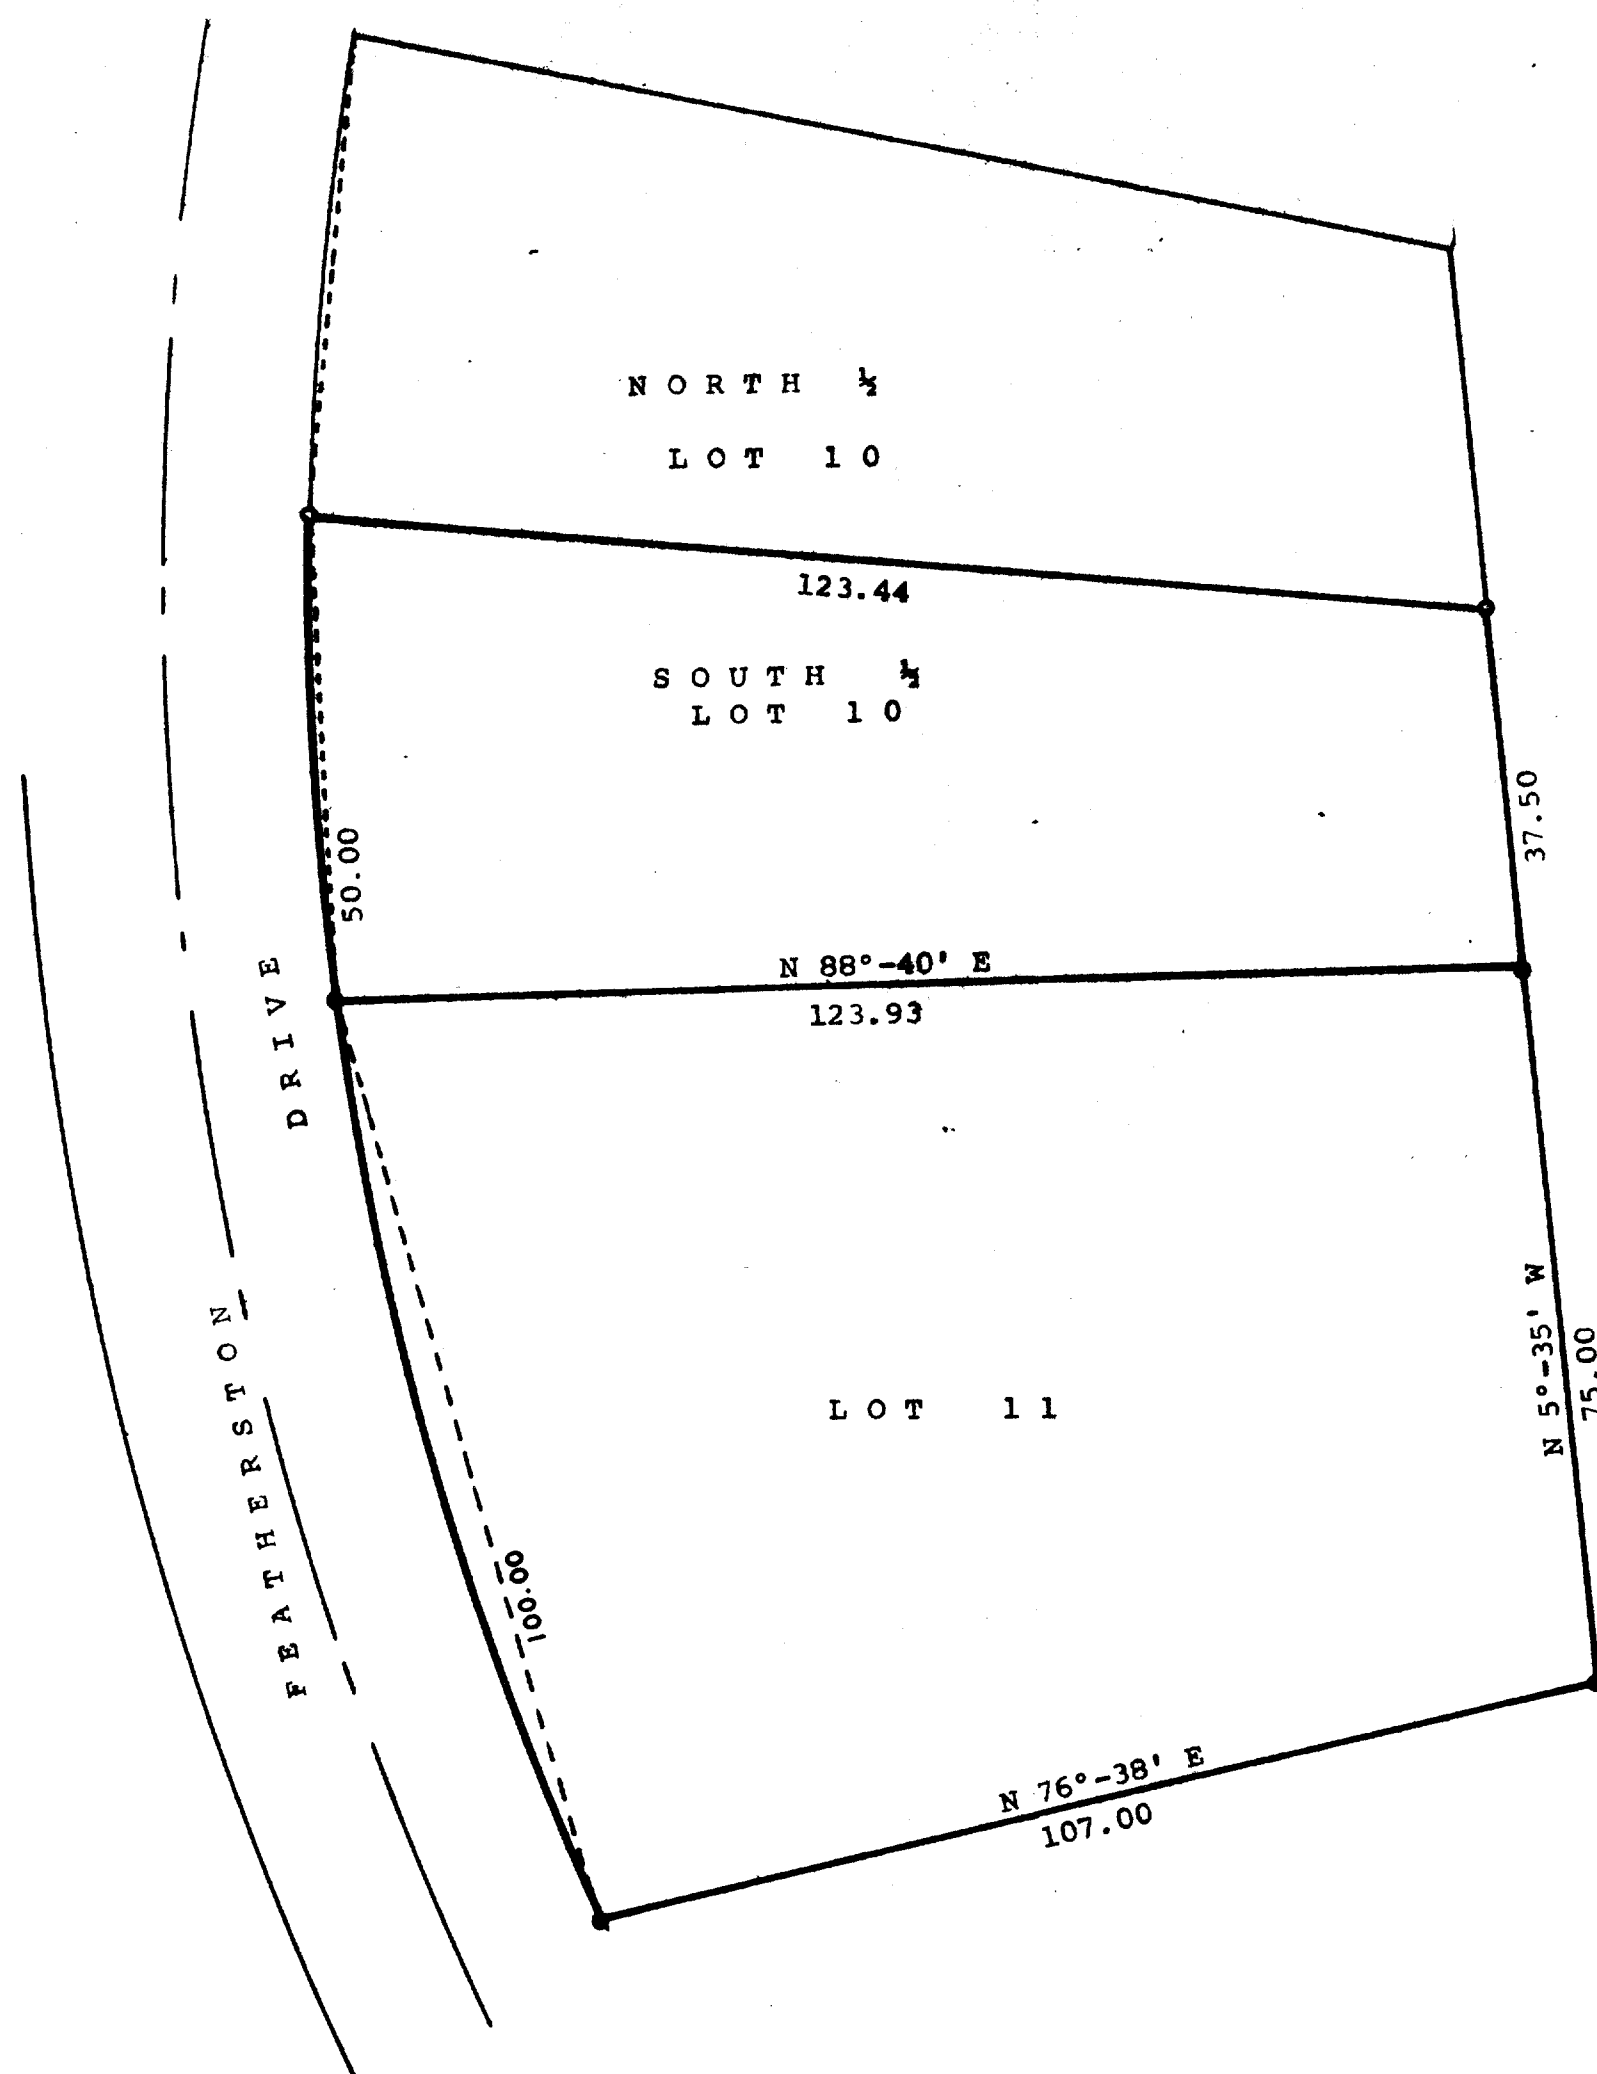 NORTH ½
LOT 10
123.44
SOUTH ½
LOT 10
37.50
50.00
N 88°-40' E
123.93
FEATHERSTON DRIVE
N 5°-35' W
75.00
LOT 11
100.00
N 76°-38' E
107.00